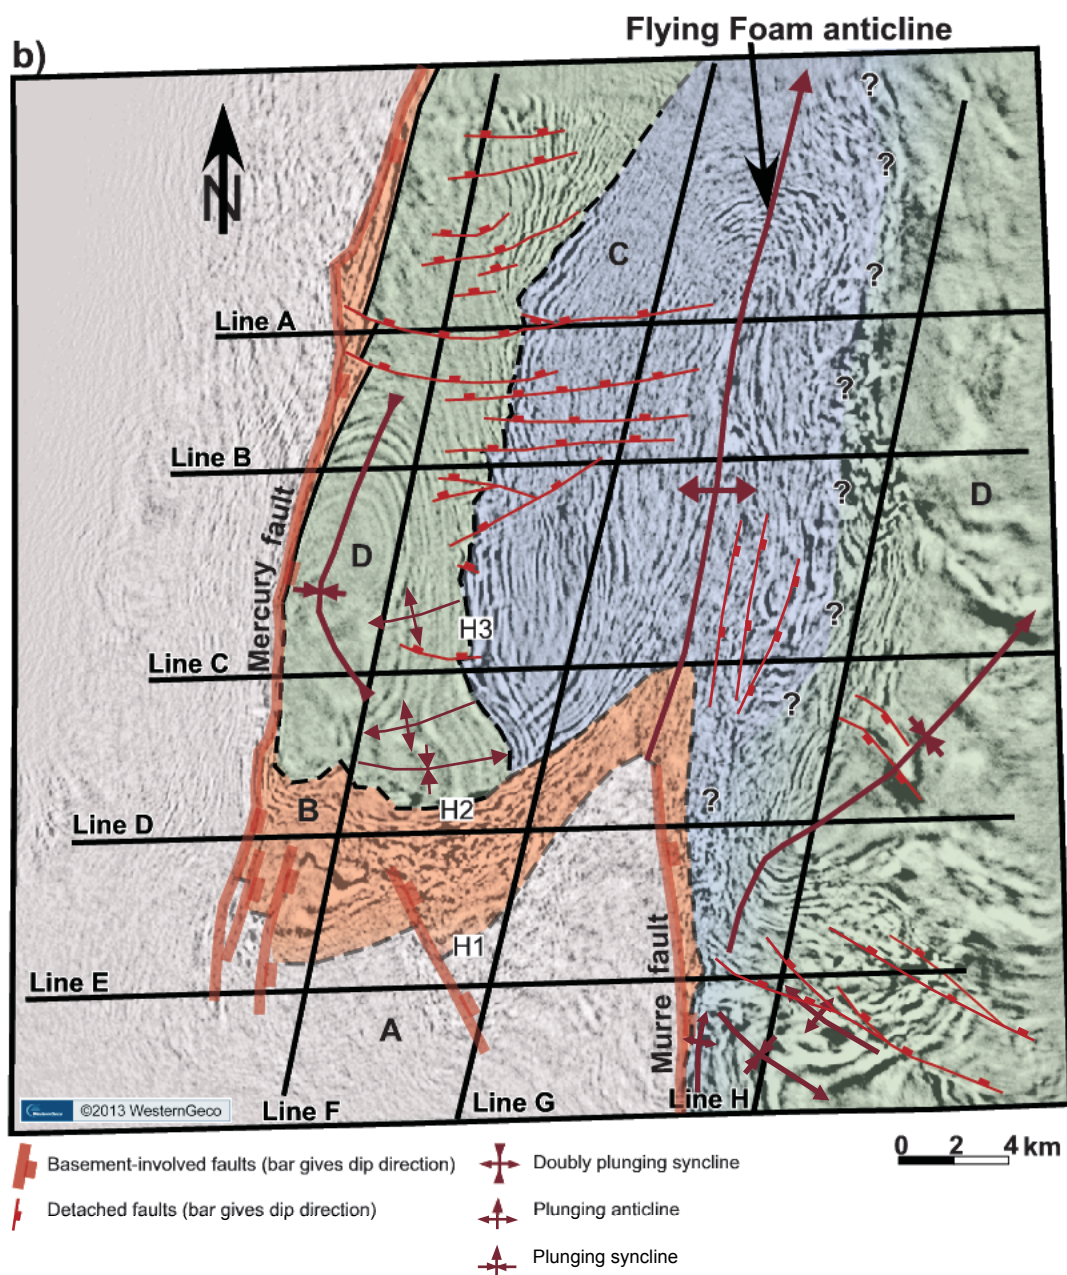 Flying Foam anticline
b)
?
N
?
C
?
Line A
?
Line B
?
D
D
Mercury fault
?
H3
Line C
?
?
B
H2
Line D
H1
Murre fault
Line E
A
©2013 WesternGeco
Line F
Line G
Line H
0 2 4 km
Basement-involved faults (bar gives dip direction)
Doubly plunging syncline
Detached faults (bar gives dip direction)
Plunging anticline
Plunging syncline